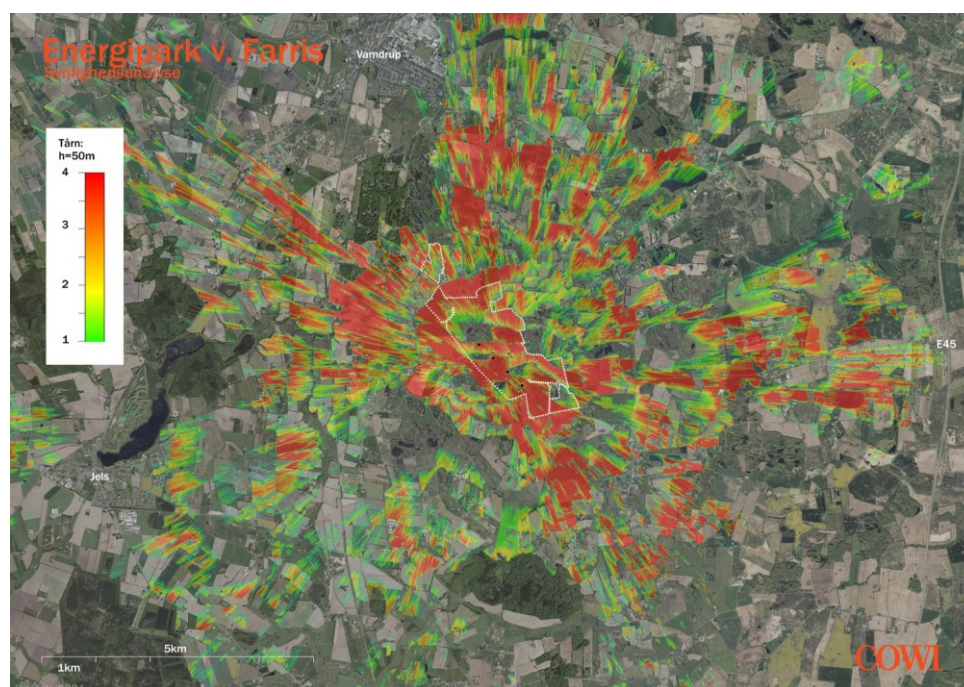 Energipark v. Farris
Synlighedsanalyse
Vamdrup
Tårn:
h=50m
4
3
2
1
E45
Jels
5km
1km
COWI